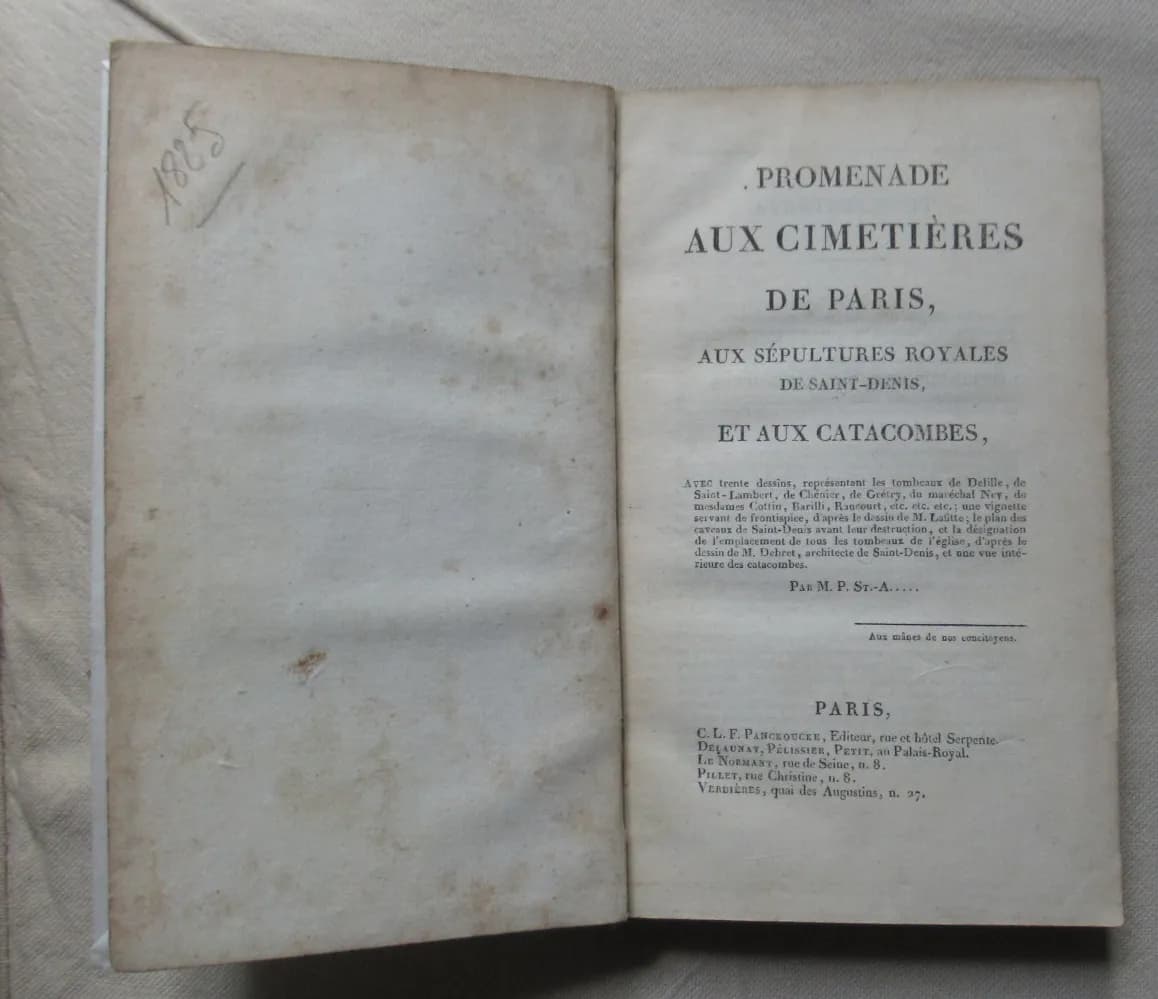 1825
PROMENADE
AUX CIMETIÈRES
DE PARIS,
AUX SÉPULTURES ROYALES
DE SAINT-DENIS,
ET AUX CATACOMBES,
AVEC trente dessins, représentant les tombeaux de Delille, de
Saint-Lambert, de Chénier, de Grétry, du maréchal Ney, de
mesdames Cottin, Barilli, Raucourt, etc. etc. etc.; une vignette
servant de frontispice, d'après le dessin de M. Lafitte; le plan des
caveaux de Saint-Denis avant leur destruction, et la désignation
de l'emplacement de tous les tombeaux de l'église, d'après le
dessin de M. Debret, architecte de Saint-Denis, et une vue inté-
rieure des catacombes.
PAR M. P. ST.-A.....
Aux mânes de nos concitoyens.
PARIS,
C. L. F. PANCKOUCKE, Editeur, rue et hôtel Serpente.
DELAUNAY, PÉLISSIER, PETIT, au Palais-Royal.
LE NORMANT, rue de Seine, n. 8.
PILLET, rue Christine, n. 8.
VERDIÈRES, quai des Augustins, n. 27.